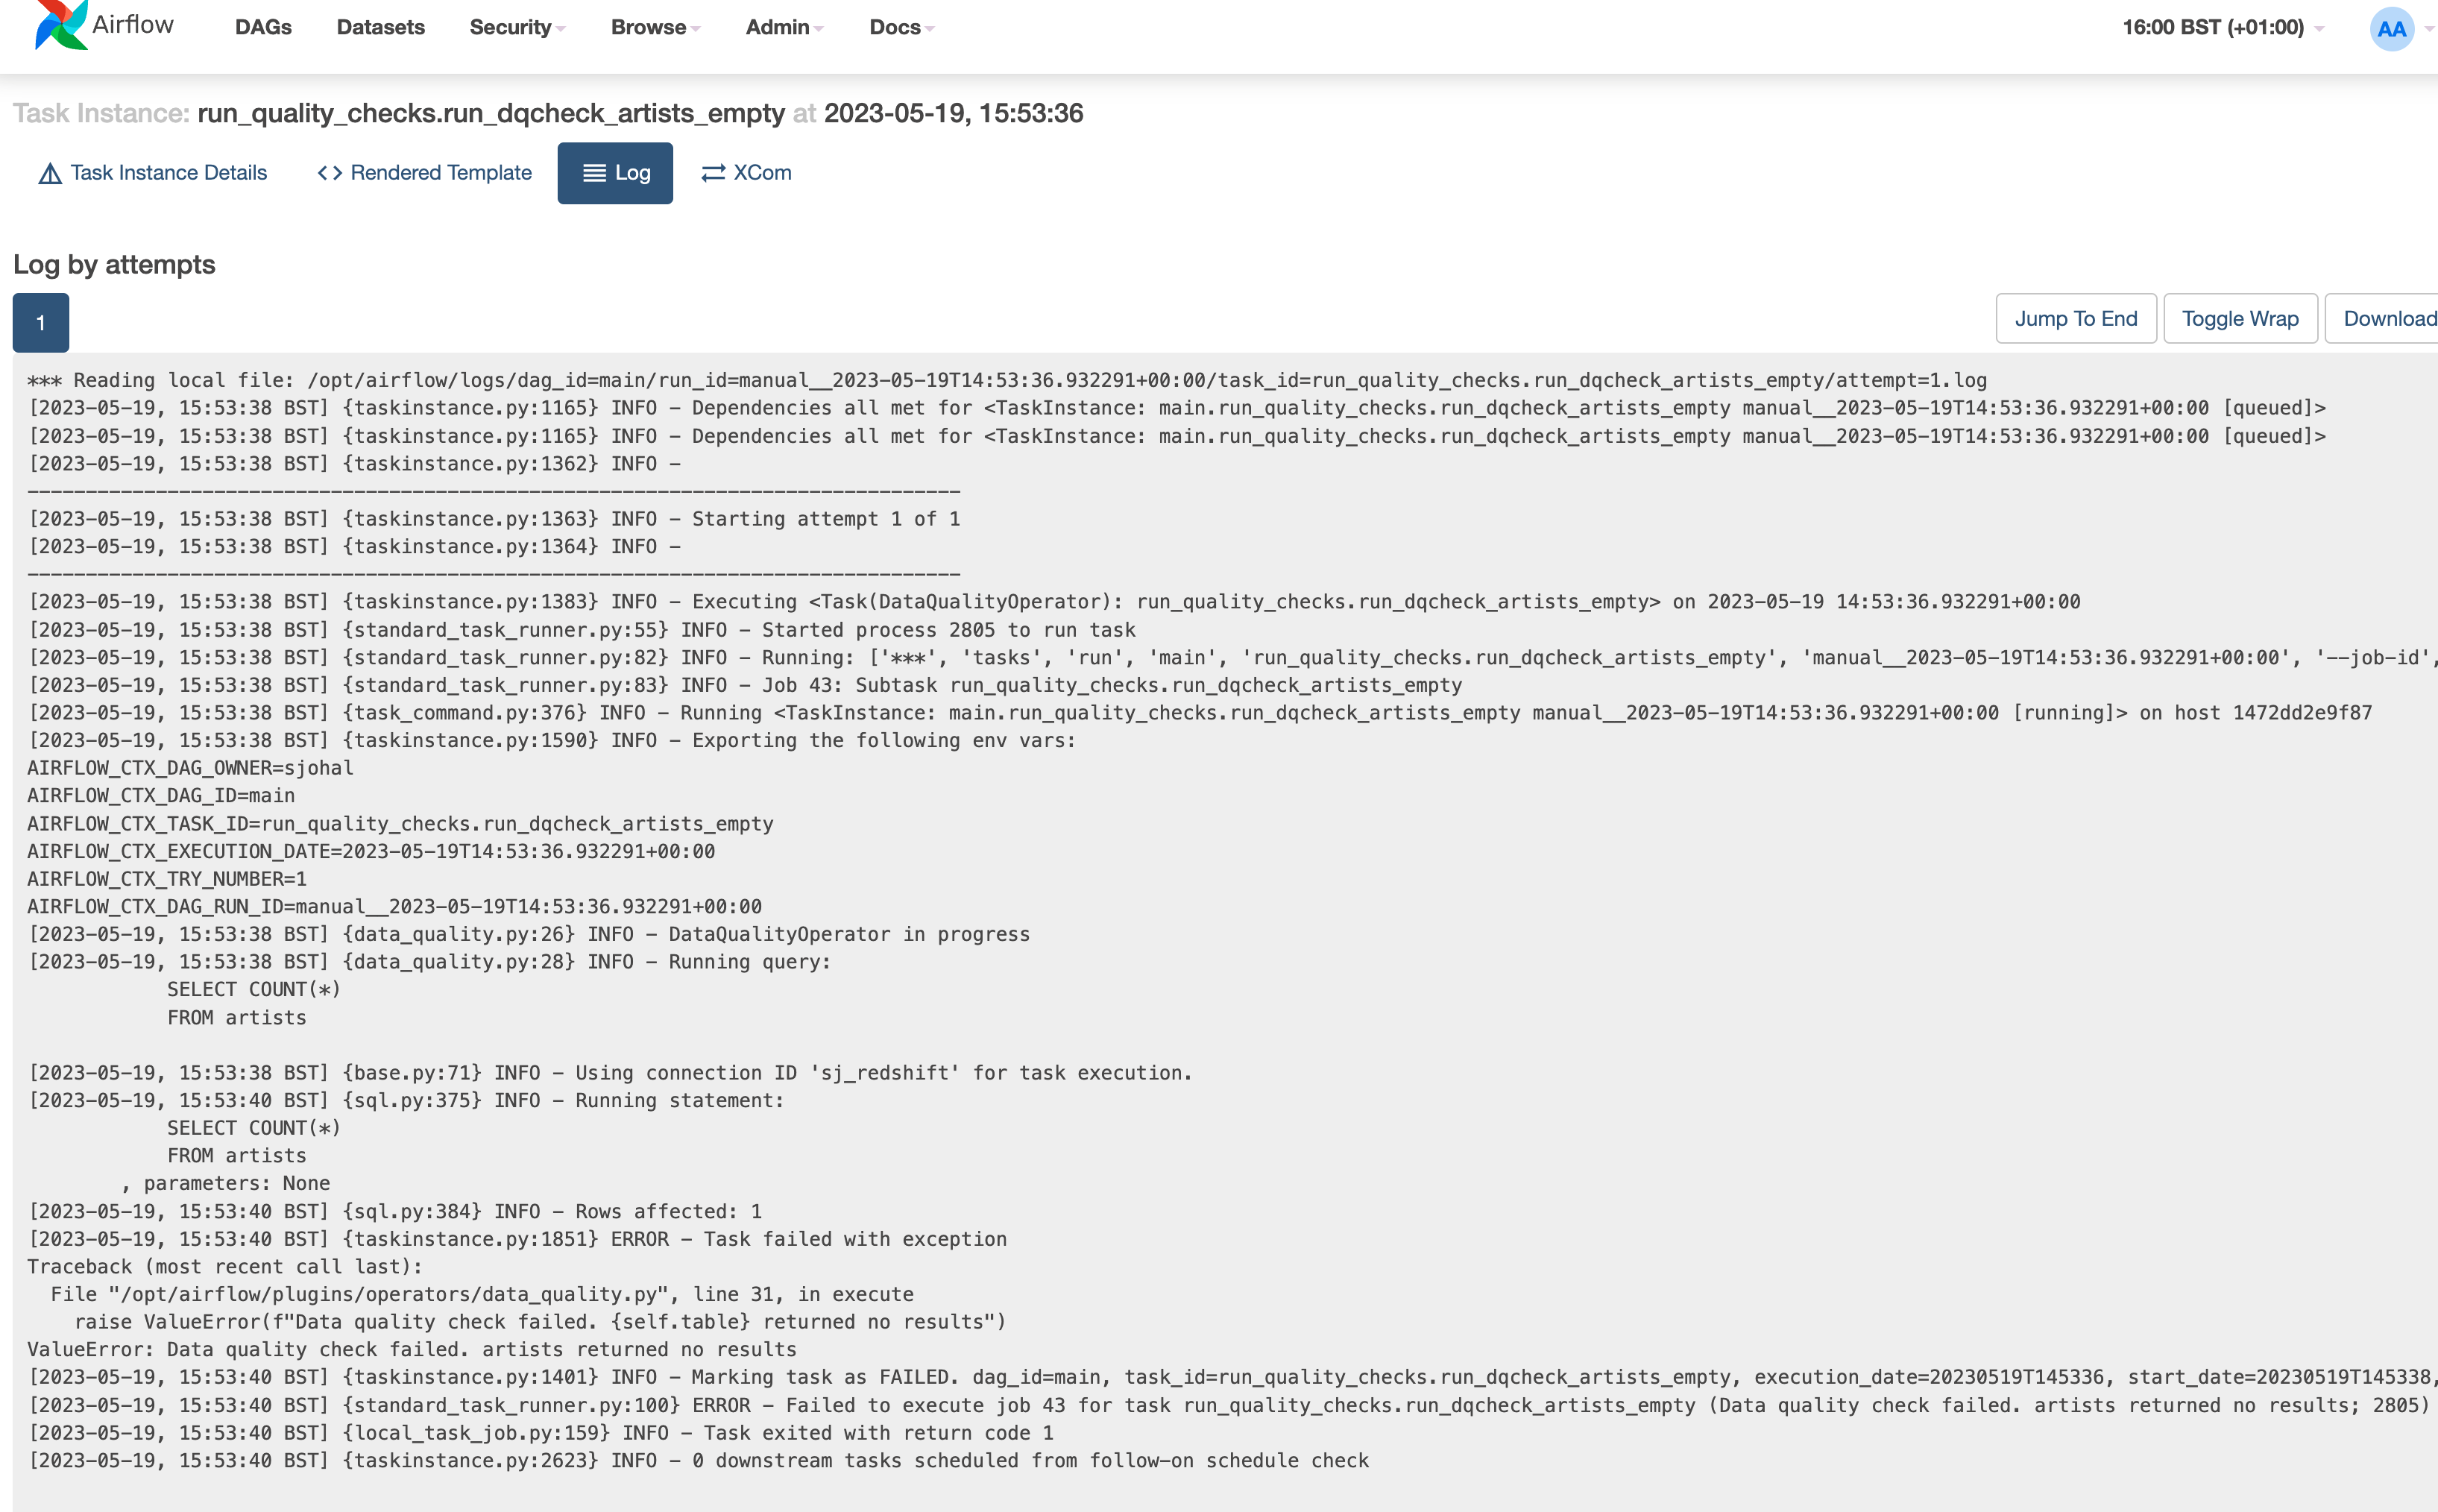 Airflow DAGs Datasets Security Browse Admin Docs 16:00 BST (+01:00) AA
Task Instance: run_quality_checks.run_dqcheck_artists_empty at 2023-05-19, 15:53:36
Task Instance Details <> Rendered Template Log XCom
Log by attempts
1 Jump To End Toggle Wrap Download
*** Reading local file: /opt/airflow/logs/dag_id=main/run_id=manual__2023-05-19T14:53:36.932291+00:00/task_id=run_quality_checks.run_dqcheck_artists_empty/attempt=1.log
[2023-05-19, 15:53:38 BST] {taskinstance.py:1165} INFO - Dependencies all met for <TaskInstance: main.run_quality_checks.run_dqcheck_artists_empty manual__2023-05-19T14:53:36.932291+00:00 [queued]>
[2023-05-19, 15:53:38 BST] {taskinstance.py:1165} INFO - Dependencies all met for <TaskInstance: main.run_quality_checks.run_dqcheck_artists_empty manual__2023-05-19T14:53:36.932291+00:00 [queued]>
[2023-05-19, 15:53:38 BST] {taskinstance.py:1362} INFO -
--------------------------------------------------------------------------------
[2023-05-19, 15:53:38 BST] {taskinstance.py:1363} INFO - Starting attempt 1 of 1
[2023-05-19, 15:53:38 BST] {taskinstance.py:1364} INFO -
--------------------------------------------------------------------------------
[2023-05-19, 15:53:38 BST] {taskinstance.py:1383} INFO - Executing <Task(DataQualityOperator): run_quality_checks.run_dqcheck_artists_empty> on 2023-05-19 14:53:36.932291+00:00
[2023-05-19, 15:53:38 BST] {standard_task_runner.py:55} INFO - Started process 2805 to run task
[2023-05-19, 15:53:38 BST] {standard_task_runner.py:82} INFO - Running: ['***', 'tasks', 'run', 'main', 'run_quality_checks.run_dqcheck_artists_empty', 'manual__2023-05-19T14:53:36.932291+00:00', '--job-id',
[2023-05-19, 15:53:38 BST] {standard_task_runner.py:83} INFO - Job 43: Subtask run_quality_checks.run_dqcheck_artists_empty
[2023-05-19, 15:53:38 BST] {task_command.py:376} INFO - Running <TaskInstance: main.run_quality_checks.run_dqcheck_artists_empty manual__2023-05-19T14:53:36.932291+00:00 [running]> on host 1472dd2e9f87
[2023-05-19, 15:53:38 BST] {taskinstance.py:1590} INFO - Exporting the following env vars:
AIRFLOW_CTX_DAG_OWNER=sjohal
AIRFLOW_CTX_DAG_ID=main
AIRFLOW_CTX_TASK_ID=run_quality_checks.run_dqcheck_artists_empty
AIRFLOW_CTX_EXECUTION_DATE=2023-05-19T14:53:36.932291+00:00
AIRFLOW_CTX_TRY_NUMBER=1
AIRFLOW_CTX_DAG_RUN_ID=manual__2023-05-19T14:53:36.932291+00:00
[2023-05-19, 15:53:38 BST] {data_quality.py:26} INFO - DataQualityOperator in progress
[2023-05-19, 15:53:38 BST] {data_quality.py:28} INFO - Running query:
SELECT COUNT(*)
FROM artists
[2023-05-19, 15:53:38 BST] {base.py:71} INFO - Using connection ID 'sj_redshift' for task execution.
[2023-05-19, 15:53:40 BST] {sql.py:375} INFO - Running statement:
SELECT COUNT(*)
FROM artists
, parameters: None
[2023-05-19, 15:53:40 BST] {sql.py:384} INFO - Rows affected: 1
[2023-05-19, 15:53:40 BST] {taskinstance.py:1851} ERROR - Task failed with exception
Traceback (most recent call last):
File "/opt/airflow/plugins/operators/data_quality.py", line 31, in execute
raise ValueError(f"Data quality check failed. {self.table} returned no results")
ValueError: Data quality check failed. artists returned no results
[2023-05-19, 15:53:40 BST] {taskinstance.py:1401} INFO - Marking task as FAILED. dag_id=main, task_id=run_quality_checks.run_dqcheck_artists_empty, execution_date=20230519T145336, start_date=20230519T145338,
[2023-05-19, 15:53:40 BST] {standard_task_runner.py:100} ERROR - Failed to execute job 43 for task run_quality_checks.run_dqcheck_artists_empty (Data quality check failed. artists returned no results; 2805)
[2023-05-19, 15:53:40 BST] {local_task_job.py:159} INFO - Task exited with return code 1
[2023-05-19, 15:53:40 BST] {taskinstance.py:2623} INFO - 0 downstream tasks scheduled from follow-on schedule check